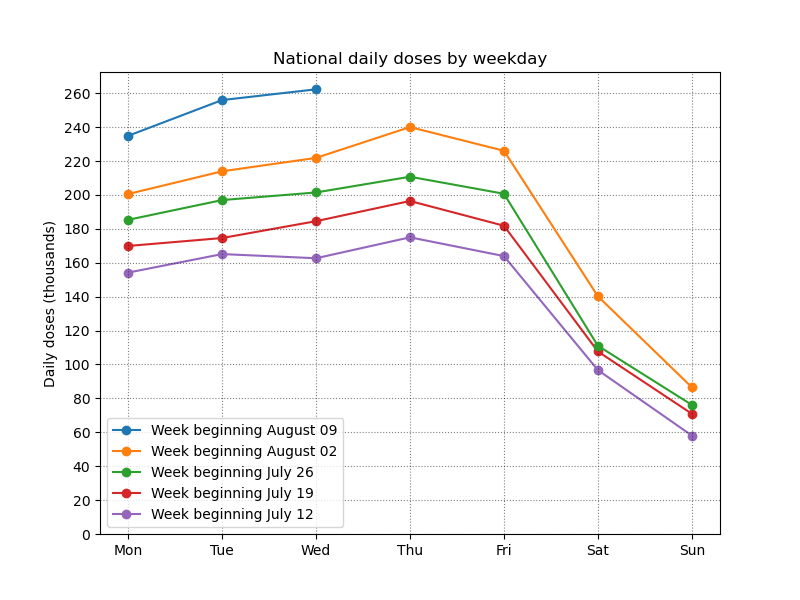 National daily doses by weekday
Daily doses (thousands)
260
240
220
200
180
160
140
120
100
80
60
40
20
0
Week beginning August 09
Week beginning August 02
Week beginning July 26
Week beginning July 19
Week beginning July 12
Mon Tue Wed Thu Fri Sat Sun